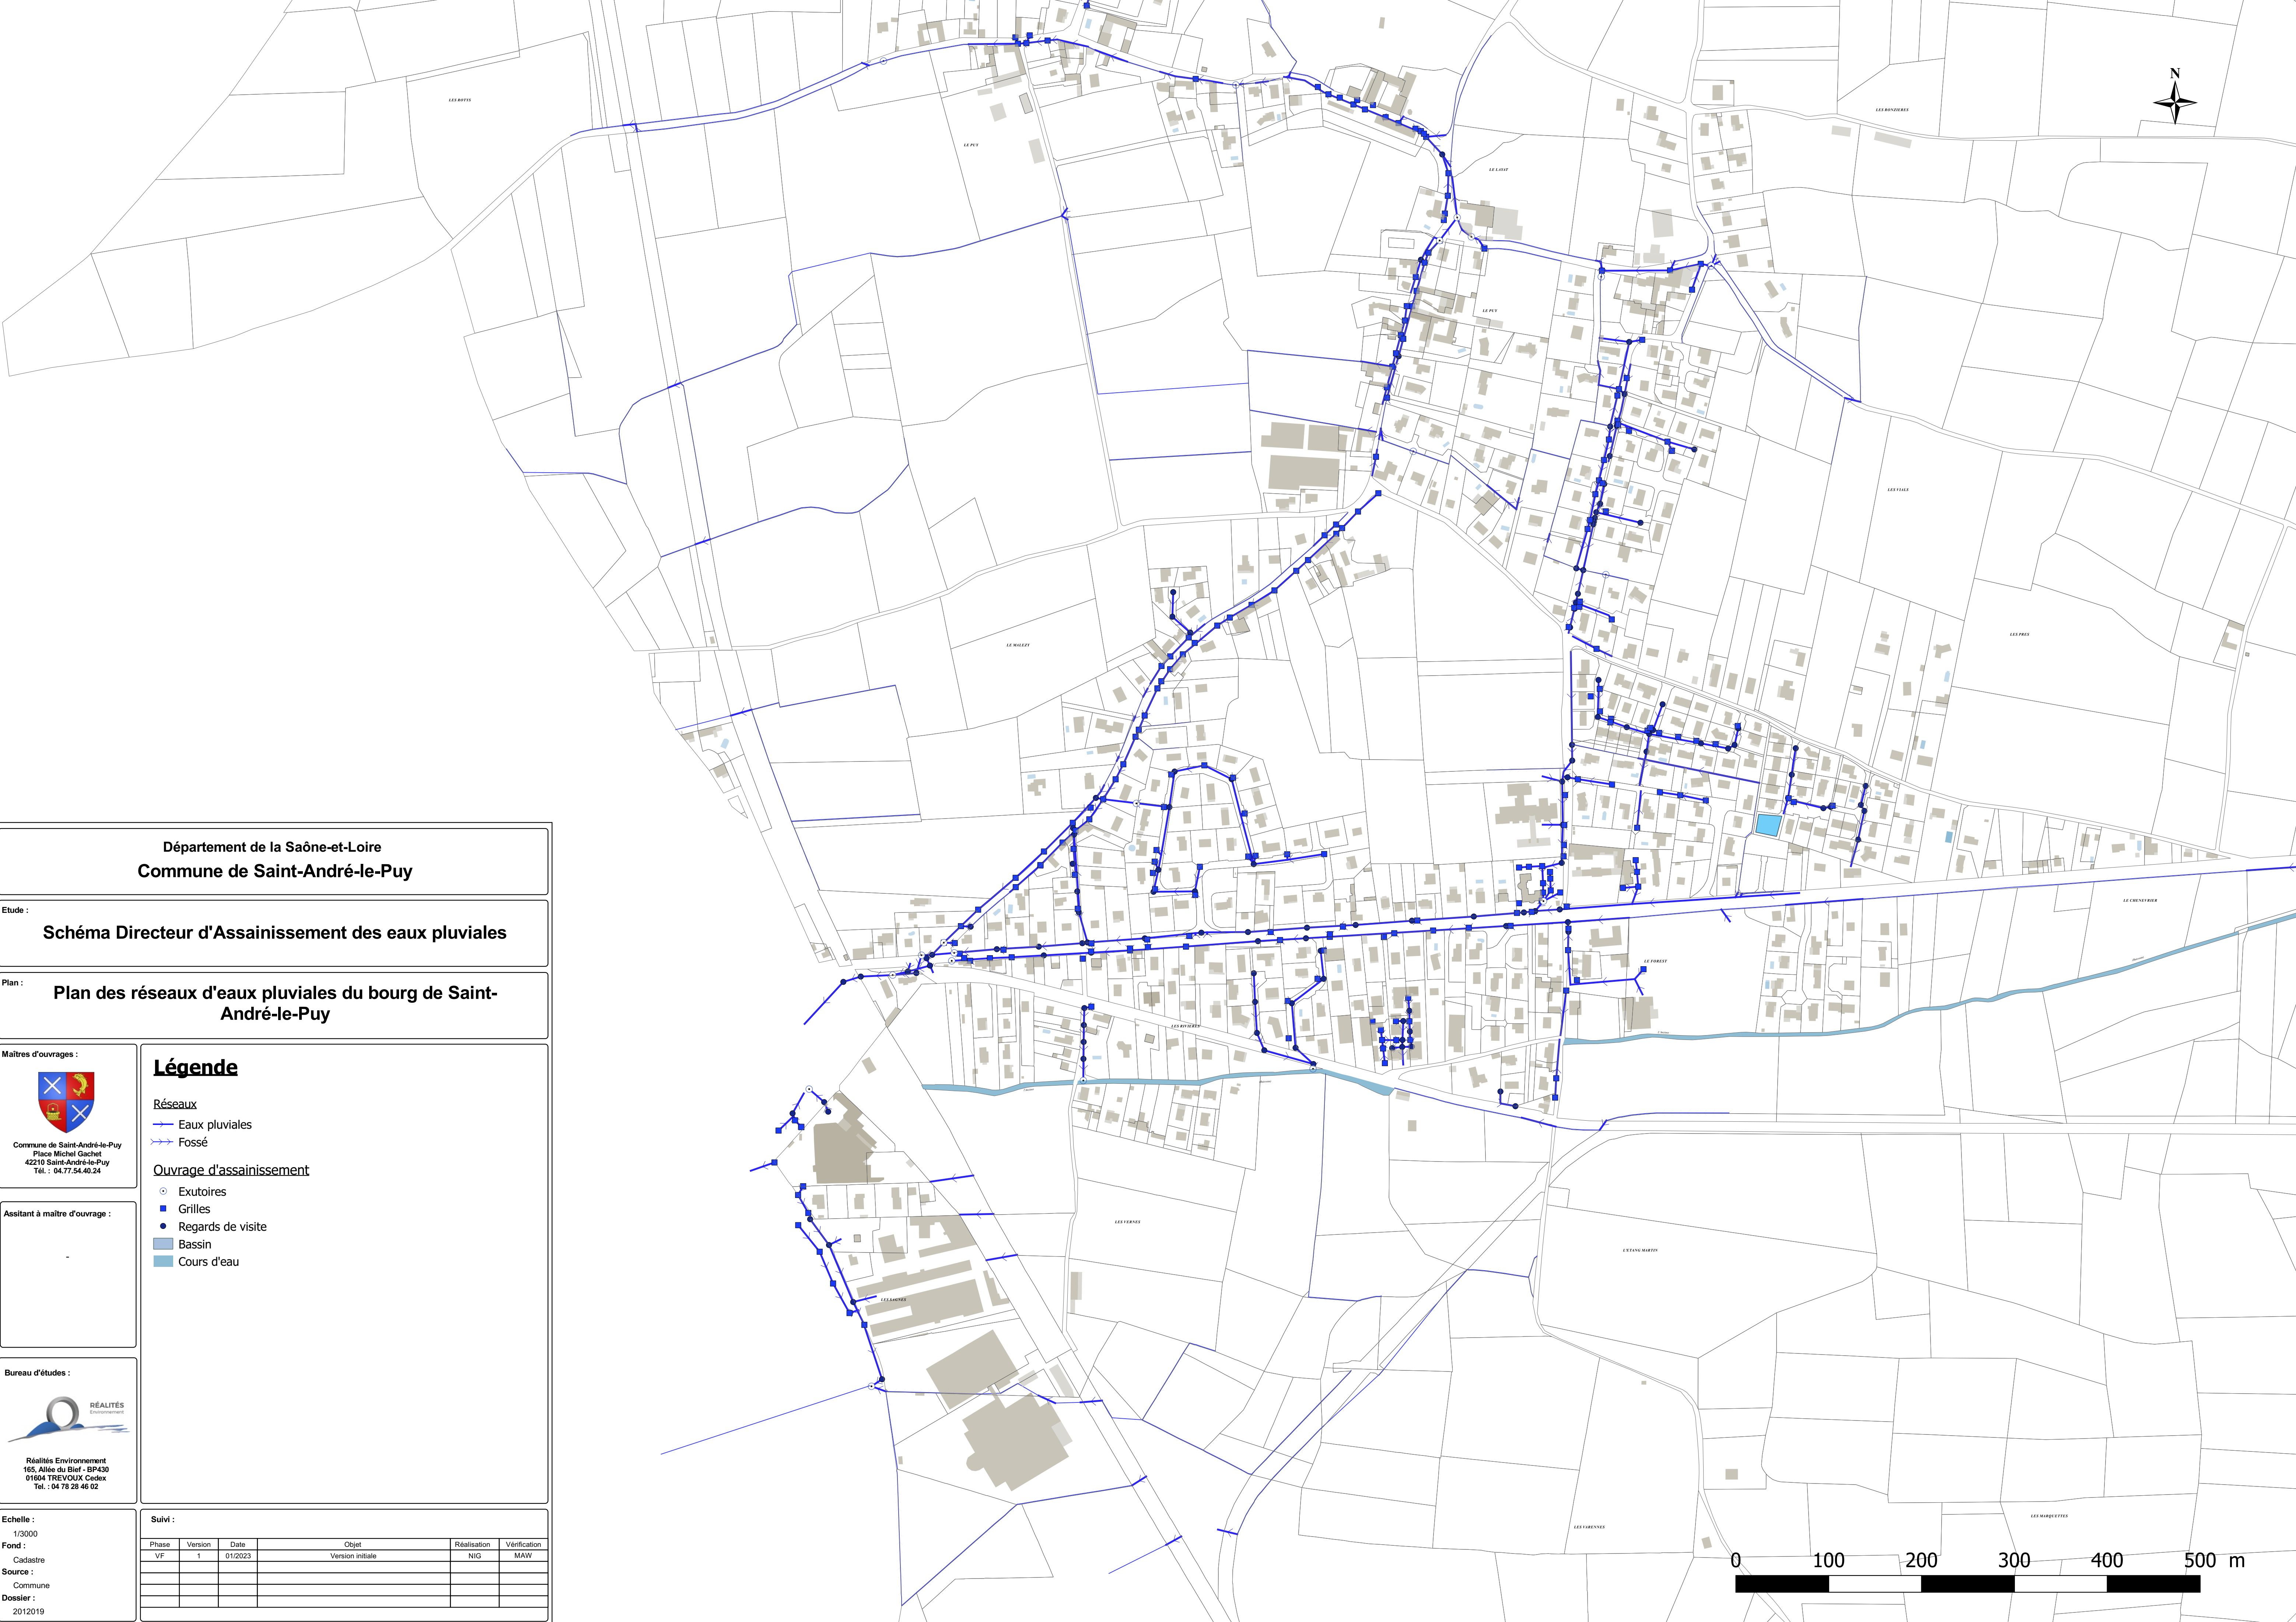 LES ROTYS
N
LES RONZIERES
LE PUY
LE LAYAT
LE PUY
LES VIALS
LES PRES
LE MALEZY
LE CHENEVRIER
LE FOREST
LES RIVIERES
LES VERNES
L'ETANG MARTIN
LES SAGNES
LES VARENNES
LES MARQUETTES
0 100 200 300 400 500 m
Département de la Saône-et-Loire
Commune de Saint-André-le-Puy
Etude :
Schéma Directeur d'Assainissement des eaux pluviales
Plan :
Plan des réseaux d'eaux pluviales du bourg de Saint-
André-le-Puy
Maîtres d'ouvrages :
Commune de Saint-André-le-Puy
Place Michel Gachet
42210 Saint-André-le-Puy
Tél. : 04.77.54.40.24
Assitant à maître d'ouvrage :
-
Bureau d'études :
RÉALITÉS
Environnement
Réalités Environnement
165, Allée du Bief - BP430
01604 TREVOUX Cedex
Tel. : 04 78 28 46 02
Légende
Réseaux
Eaux pluviales
Fossé
Ouvrage d'assainissement
Exutoires
Grilles
Regards de visite
Bassin
Cours d'eau
Echelle :
1/3000
Fond :
Cadastre
Source :
Commune
Dossier :
2012019
Suivi :
Phase Version Date Objet Réalisation Vérification
VF 1 01/2023 Version initiale NIG MAW